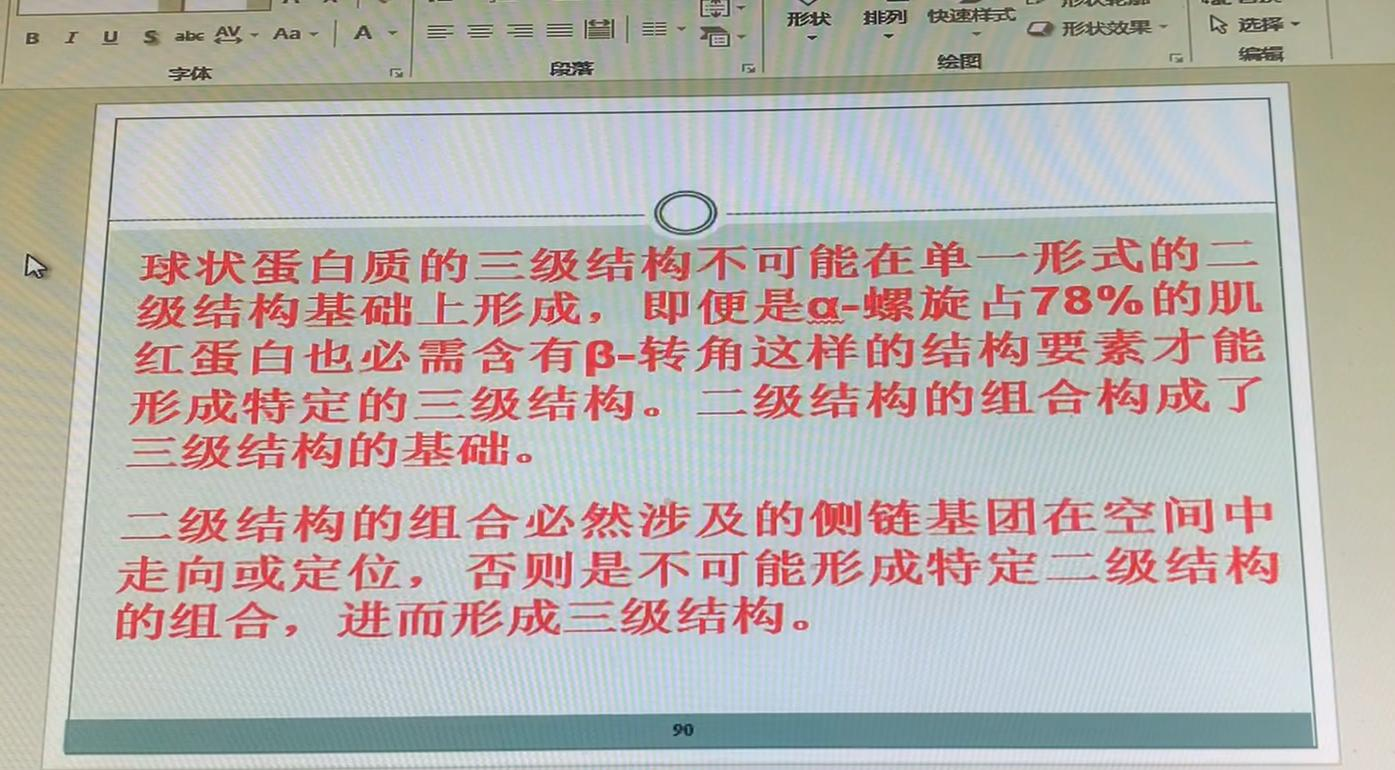 B I U S abc AV Aa A
形状 排列 快速样式 形状轮廓
形状效果 选择
字体 段落 绘图 编辑
球状蛋白质的三级结构不可能在单一形式的二
级结构基础上形成，即便是α-螺旋占78%的肌
红蛋白也必需含有β-转角这样的结构要素才能
形成特定的三级结构。二级结构的组合构成了
三级结构的基础。
二级结构的组合必然涉及的侧链基团在空间中
走向或定位，否则是不可能形成特定二级结构
的组合，进而形成三级结构。
90